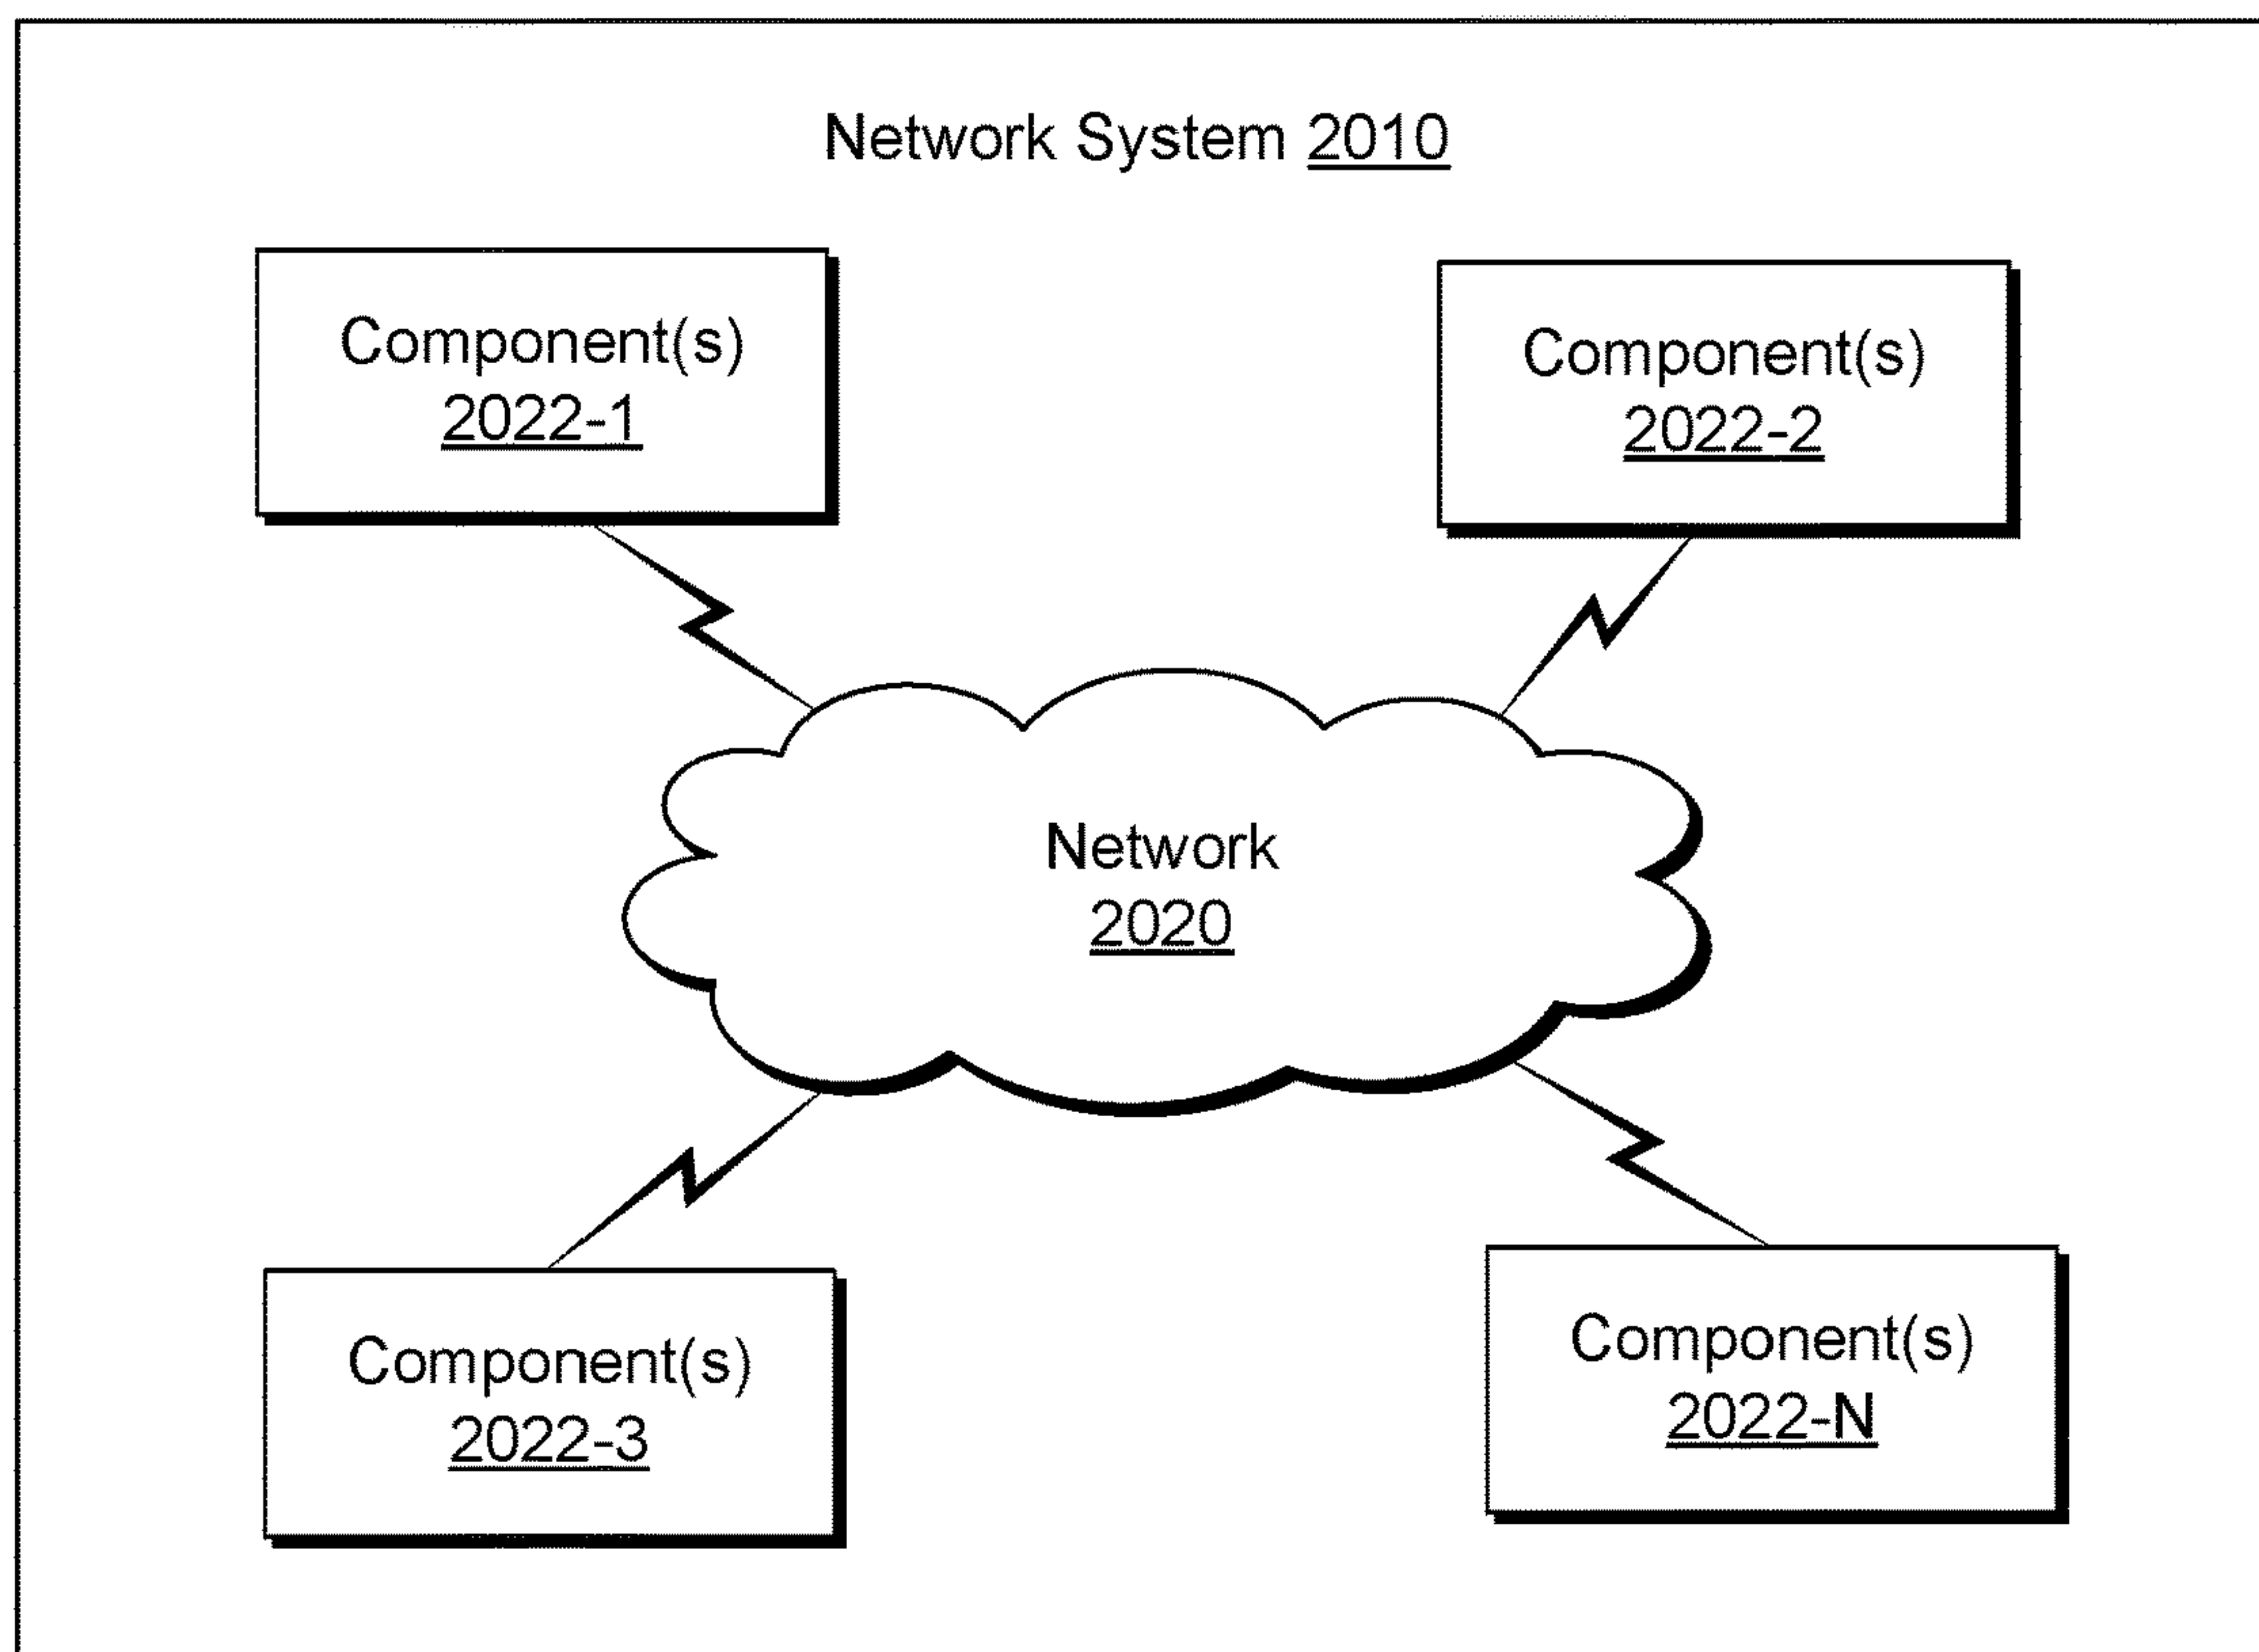 Network System 2010
Component(s)
2022-1
Component(s)
2022-2
Network
2020
Component(s)
2022-3
Component(s)
2022-N